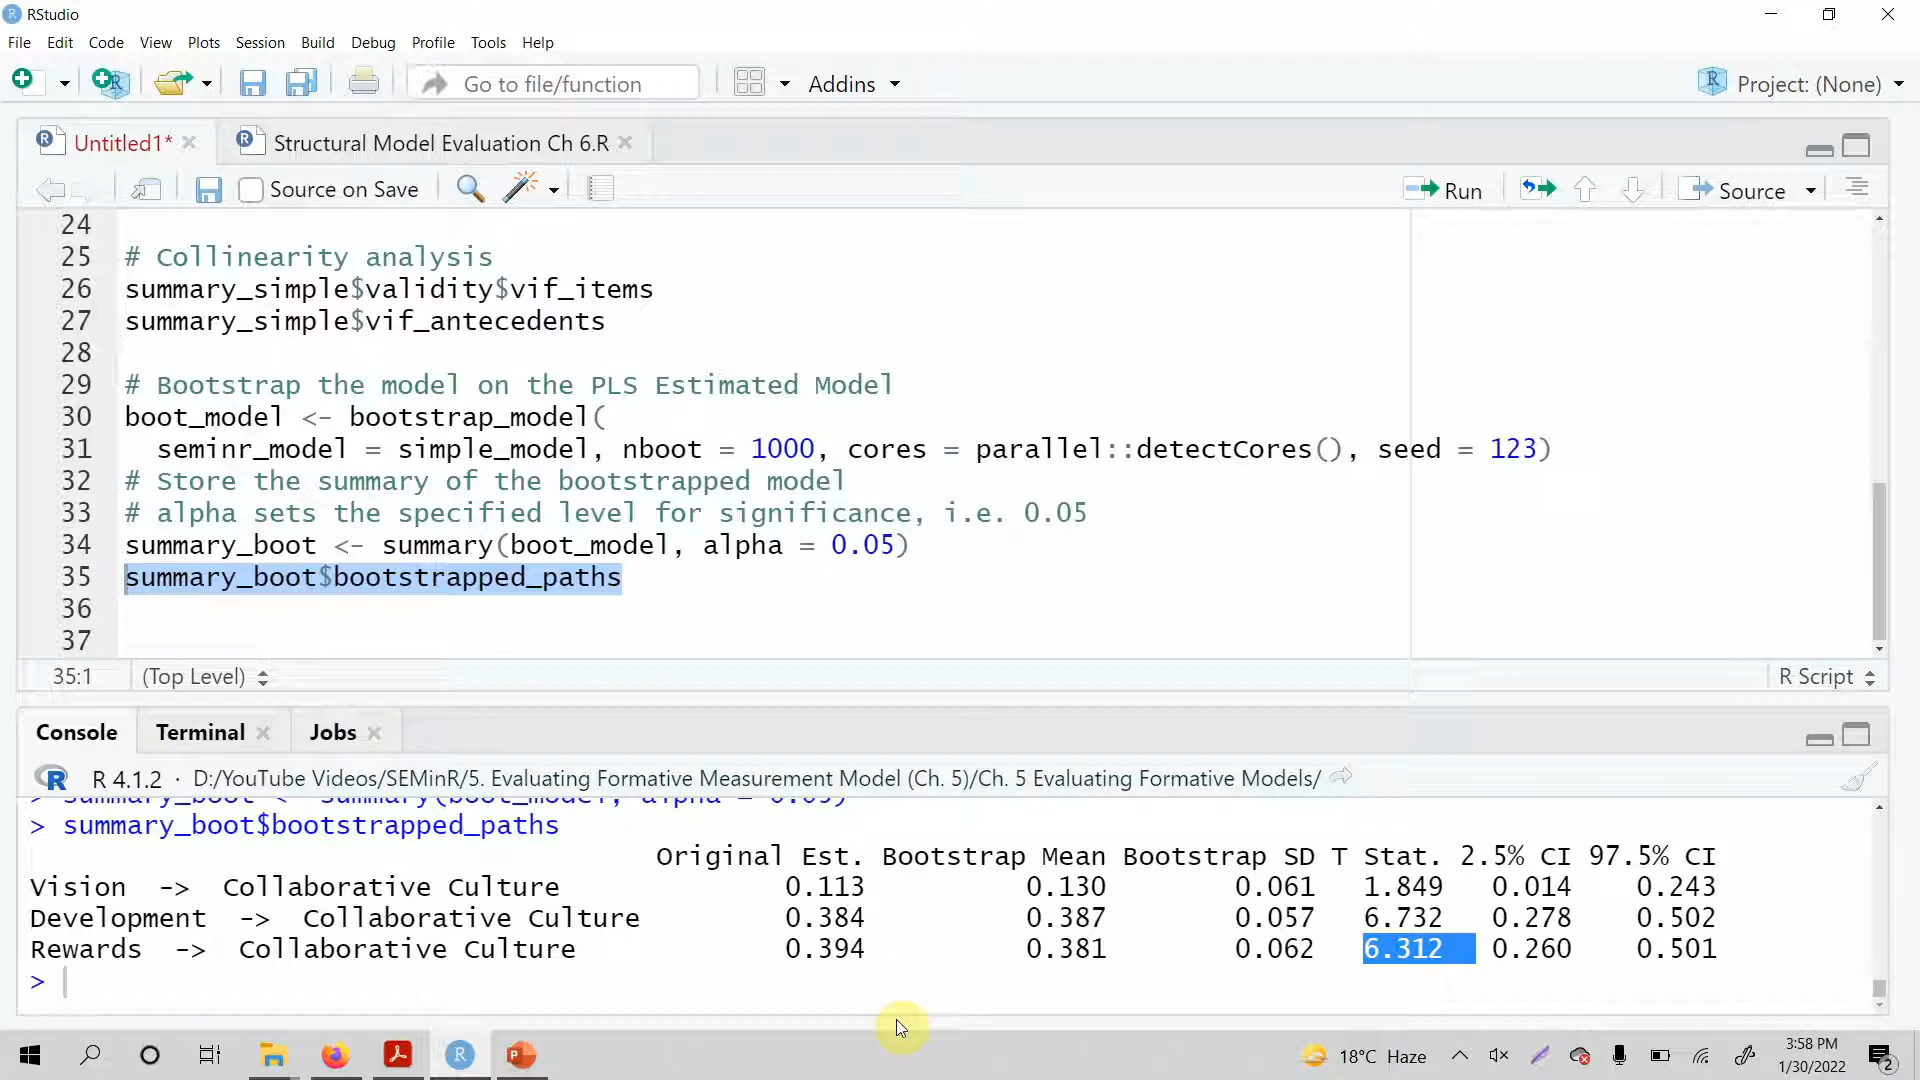 RStudio
File Edit Code View Plots Session Build Debug Profile Tools Help
Go to file/function Addins Project: (None)
Untitled1* Structural Model Evaluation Ch 6.R
Source on Save Run Source
24
25 # Collinearity analysis
26 summary_simple$validity$vif_items
27 summary_simple$vif_antecedents
28
29 # Bootstrap the model on the PLS Estimated Model
30 boot_model <- bootstrap_model(
31 seminr_model = simple_model, nboot = 1000, cores = parallel::detectCores(), seed = 123)
32 # Store the summary of the bootstrapped model
33 # alpha sets the specified level for significance, i.e. 0.05
34 summary_boot <- summary(boot_model, alpha = 0.05)
35 summary_boot$bootstrapped_paths
36
37
35:1 (Top Level) R Script
Console Terminal Jobs
R 4.1.2 · D:/YouTube Videos/SEMinR/5. Evaluating Formative Measurement Model (Ch. 5)/Ch. 5 Evaluating Formative Models/
> summary_boot <- summary(boot_model, alpha = 0.05)
> summary_boot$bootstrapped_paths
Original Est. Bootstrap Mean Bootstrap SD T Stat. 2.5% CI 97.5% CI
Vision -> Collaborative Culture 0.113 0.130 0.061 1.849 0.014 0.243
Development -> Collaborative Culture 0.384 0.387 0.057 6.732 0.278 0.502
Rewards -> Collaborative Culture 0.394 0.381 0.062 6.312 0.260 0.501
>
18°C Haze 3:58 PM
1/30/2022
2